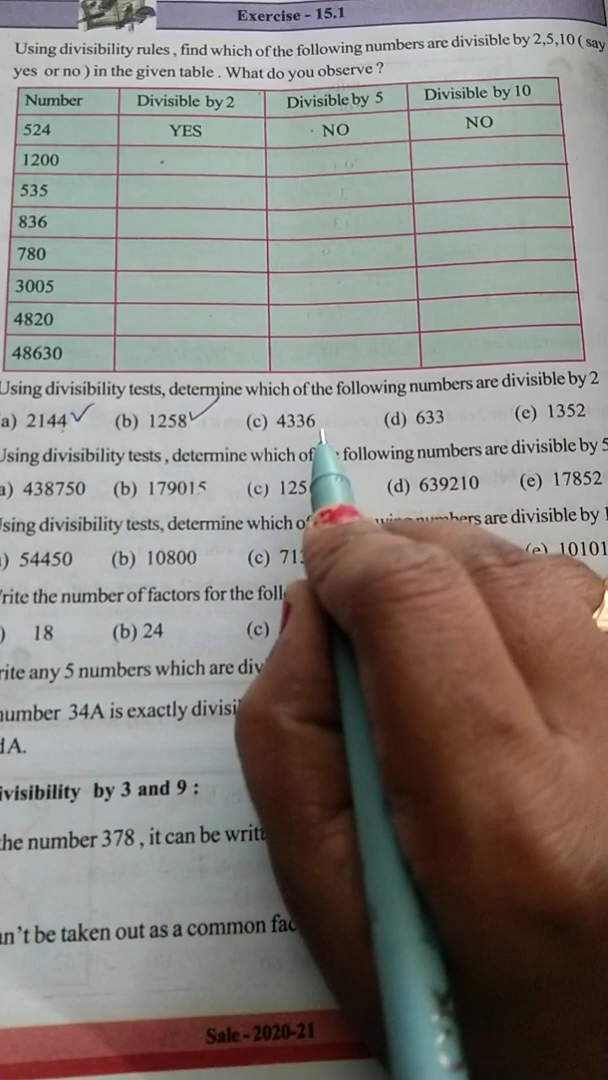 Exercise - 15.1
Using divisibility rules , find which of the following numbers are divisible by 2,5,10 ( say
yes or no ) in the given table . What do you observe ?
Number Divisible by 2 Divisible by 5 Divisible by 10
524 YES NO NO
1200
535
836
780
3005
4820
48630
Using divisibility tests, determine which of the following numbers are divisible by 2
a) 2144 (b) 1258 (c) 4336 (d) 633 (e) 1352
Using divisibility tests , determine which of following numbers are divisible by 5
a) 438750 (b) 179015 (c) 125 (d) 639210 (e) 17852
sing divisibility tests, determine which numbers are divisible by
) 54450 (b) 10800 (c) 71 (e) 10101
rite the number of factors for the
) 18 (b) 24 (c)
rite any 5 numbers which are div
number 34A is exactly divisi
A.
ivisibility by 3 and 9 :
he number 378 , it can be writt
an't be taken out as a common fac
Sale - 2020-21